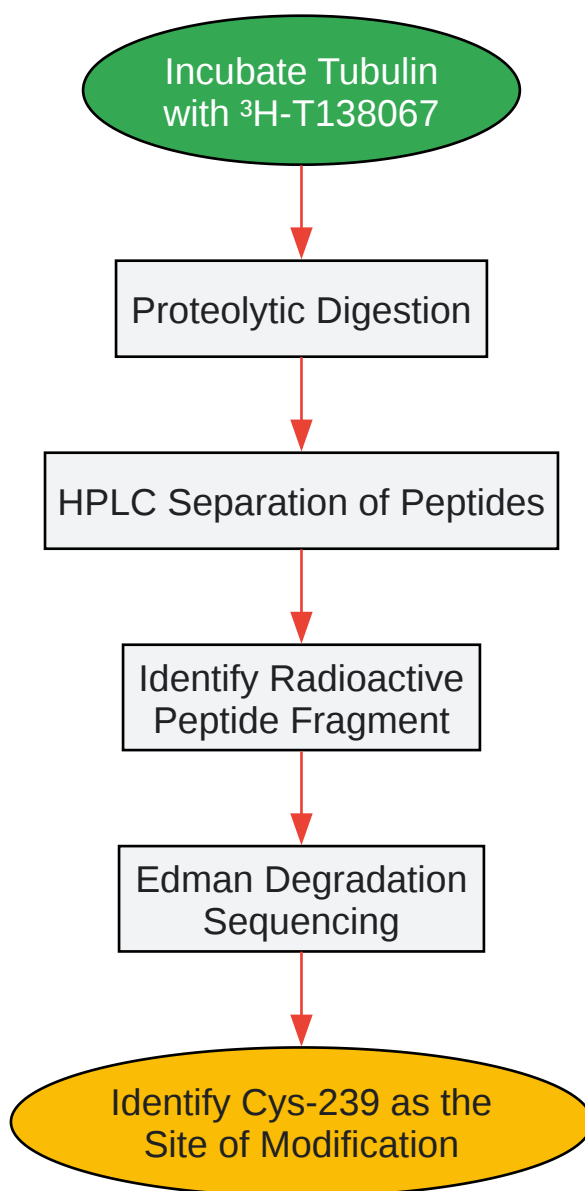 Incubate Tubulin
with ³H-T138067
Proteolytic Digestion
HPLC Separation of Peptides
Identify Radioactive
Peptide Fragment
Edman Degradation
Sequencing
Identify Cys-239 as the
Site of Modification